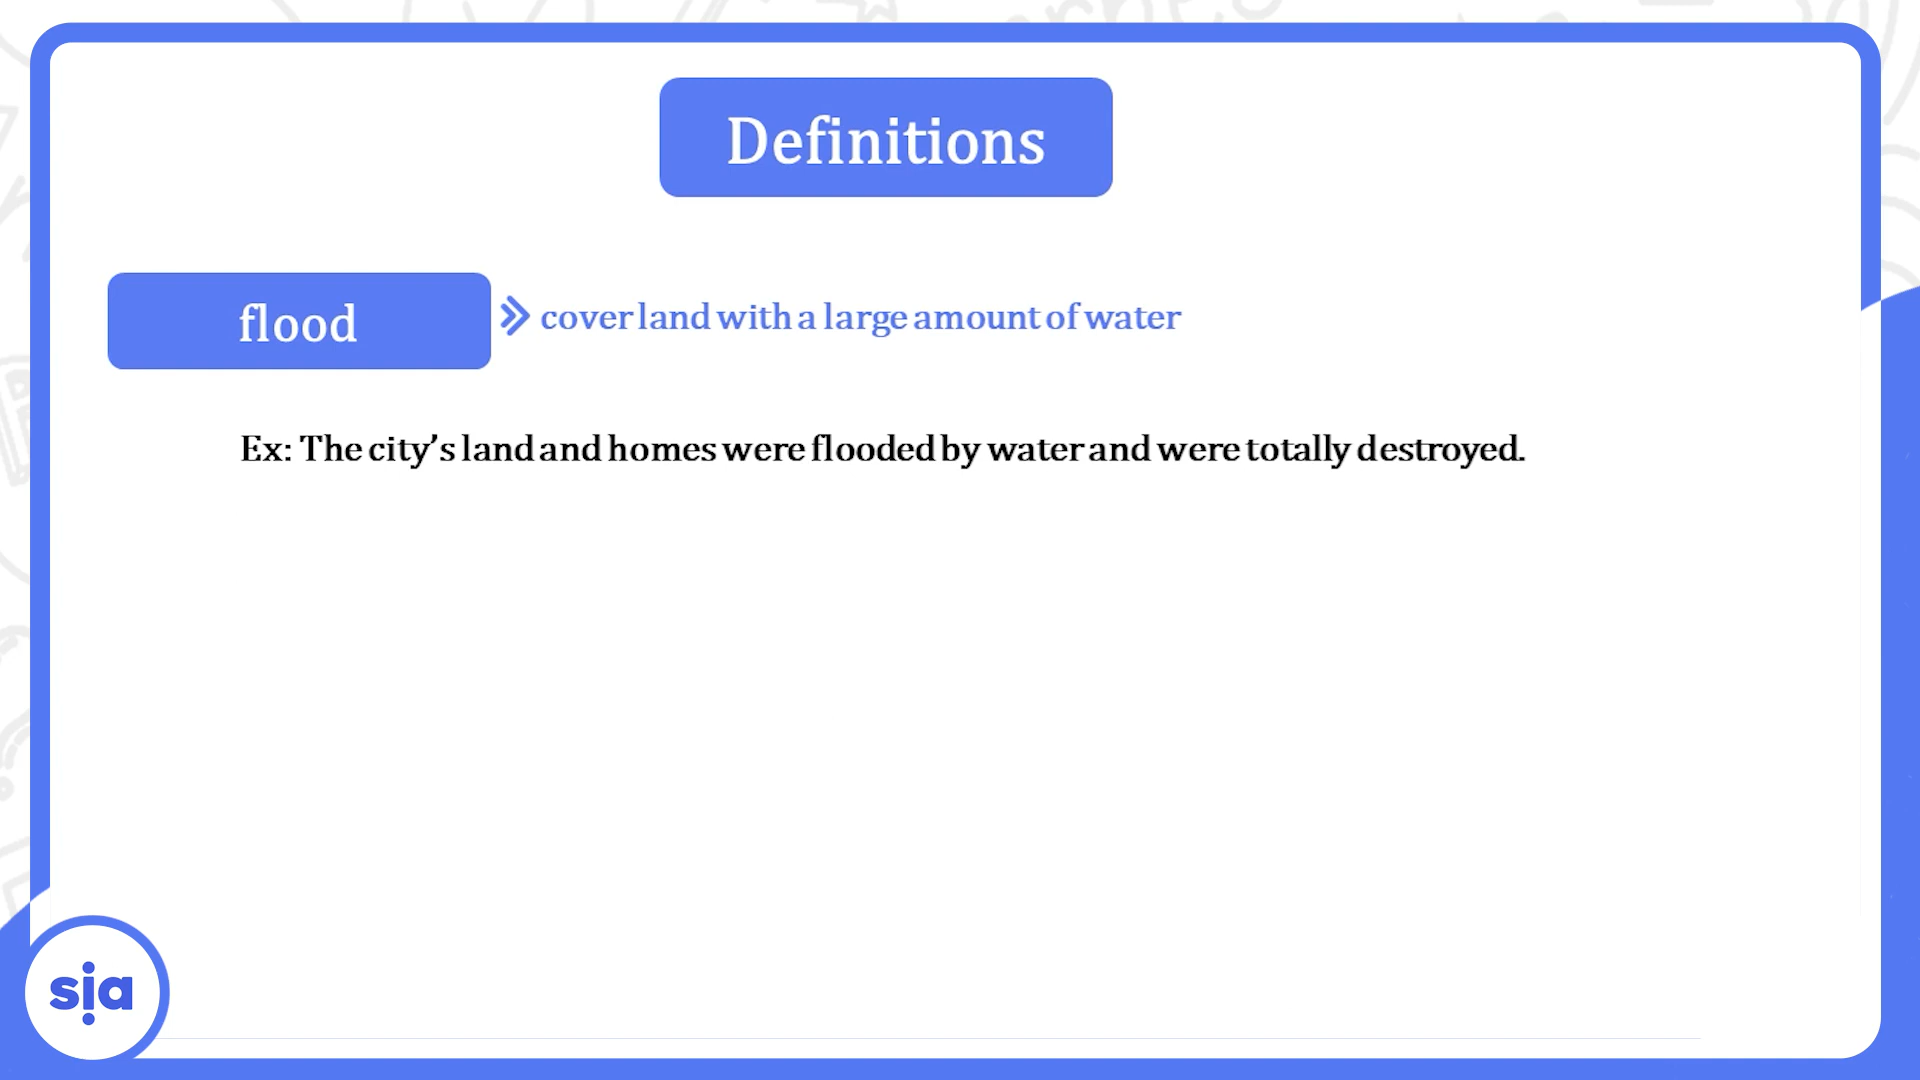 Definitions
flood
cover land with a large amount of water
Ex: The city’s land and homes were flooded by water and were totally destroyed.
sia